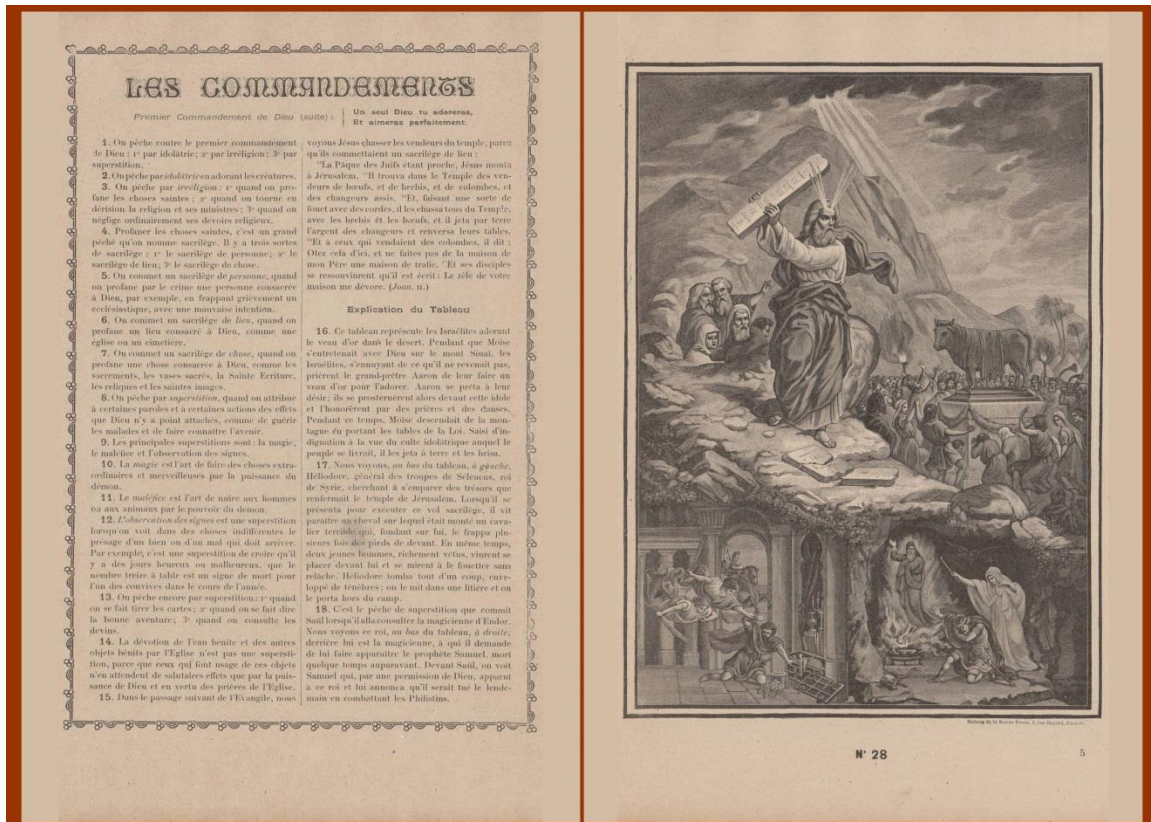 LES COMMANDEMENTS
Premier Commandement de Dieu (suite) :
Un seul Dieu tu adoreras,
Et aimeras parfaitement.
1. On pèche contre le premier commandement
de Dieu : 1º par idolâtrie; 2º par irréligion; 3º par
superstition.
2. On pèche par idolâtrie en adorant les créatures.
3. On pèche par irréligion : 1º quand on pro-
fane les choses saintes; 2º quand on tourne en
dérision la religion et ses ministres; 3º quand on
néglige ordinairement ses devoirs religieux.
4. Profaner les choses saintes, c'est un grand
péché qu'on nomme sacrilège. Il y a trois sortes
de sacrilège : 1º le sacrilège de personne; 2º le
sacrilège de lieu; 3º le sacrilège de chose.
5. On commet un sacrilège de personne, quand
on profane par le crime une personne consacrée
à Dieu, par exemple, en frappant grièvement un
ecclésiastique, avec une mauvaise intention.
6. On commet un sacrilège de lieu, quand on
profane un lieu consacré à Dieu, comme une
église ou un cimetière.
7. On commet un sacrilège de chose, quand on
profane une chose consacrée à Dieu, comme les
sacrements, les vases sacrés, la Sainte Ecriture,
les reliques et les saintes images.
8. On pèche par superstition, quand on attribue
à certaines paroles et à certaines actions des effets
que Dieu n'y a point attachés, comme de guérir
les malades et de faire connaître l'avenir.
9. Les principales superstitions sont : la magie,
le maléfice et l'observation des signes.
10. La magie est l'art de faire des choses extra-
ordinaires et merveilleuses par la puissance du
démon.
11. Le maléfice est l'art de nuire aux hommes
ou aux animaux par le pouvoir du démon.
12. L'observation des signes est une superstition
lorsqu'on voit dans des choses indifférentes le
présage d'un bien ou d'un mal qui doit arriver.
Par exemple, c'est une superstition de croire qu'il
y a des jours heureux ou malheureux, que le
nombre treize à table est un signe de mort pour
l'un des convives dans le cours de l'année.
13. On pèche encore par superstition : 1º quand
on se fait tirer les cartes; 2º quand on se fait dire
la bonne aventure; 3º quand on consulte les
devins.
14. La dévotion de l'eau bénite et des autres
objets bénits par l'Eglise n'est pas une supersti-
tion, parce que ceux qui font usage de ces objets
n'en attendent de salutaires effets que par la puis-
sance de Dieu et en vertu des prières de l'Eglise.
15. Dans le passage suivant de l'Evangile, nous
voyons Jésus chasser les vendeurs du temple, parce
qu'ils commettaient un sacrilège de lieu :
"La Pâque des Juifs étant proche, Jésus monta
à Jérusalem. "Il trouva dans le Temple des ven-
deurs de bœufs, et de brebis, et de colombes, et
des changeurs assis. "Et, faisant une sorte de
fouet avec des cordes, il les chassa tous du Temple,
avec les brebis et les bœufs, et il jeta par terre
l'argent des changeurs et renversa leurs tables.
"Et à ceux qui vendaient des colombes, il dit :
Otez cela d'ici, et ne faites pas de la maison de
mon Père une maison de trafic. "Et ses disciples
se ressouvinrent qu'il est écrit : Le zèle de votre
maison me dévore. (Joan. II.)
Explication du Tableau
16. Ce tableau représente les Israélites adorant
le veau d'or dans le désert. Pendant que Moïse
s'entretenait avec Dieu sur le mont Sinaï, les
Israélites, s'ennuyant de ce qu'il ne revenait pas,
prièrent le grand-prêtre Aaron de leur faire un
veau d'or pour l'adorer. Aaron se prêta à leur
désir; ils se prosternèrent alors devant cette idole
et l'honorèrent par des prières et des danses.
Pendant ce temps, Moïse descendait de la mon-
tagne en portant les tables de la Loi. Saisi d'in-
dignation à la vue du culte idolâtrique auquel le
peuple se livrait, il les jeta à terre et les brisa.
17. Nous voyons, au bas du tableau, à gauche,
Héliodore, général des troupes de Séleucus, roi
de Syrie, cherchant à s'emparer des trésors que
renfermait le temple de Jérusalem. Lorsqu'il se
présenta pour exécuter ce vol sacrilège, il vit
paraître un cheval sur lequel était monté un cava-
lier terrible qui, fondant sur lui, le frappa plu-
sieurs fois des pieds de devant. En même temps,
deux jeunes hommes, richement vêtus, vinrent se
placer devant lui et se mirent à le fouetter sans
relâche. Héliodore tomba tout d'un coup, enve-
loppé de ténèbres; on le mit dans une litière et on
le porta hors du camp.
18. C'est le péché de superstition que commit
Saül lorsqu'il alla consulter la magicienne d'Endor.
Nous voyons ce roi, au bas du tableau, à droite;
derrière lui est la magicienne, à qui il demande
de lui faire apparaître le prophète Samuel, mort
quelque temps auparavant. Devant Saül, on voit
Samuel qui, par une permission de Dieu, apparut
à ce roi et lui annonça qu'il serait tué le lende-
main en combattant les Philistins.
de la Bonne Presse, 5, rue Bayard, Paris
Nº 28
5